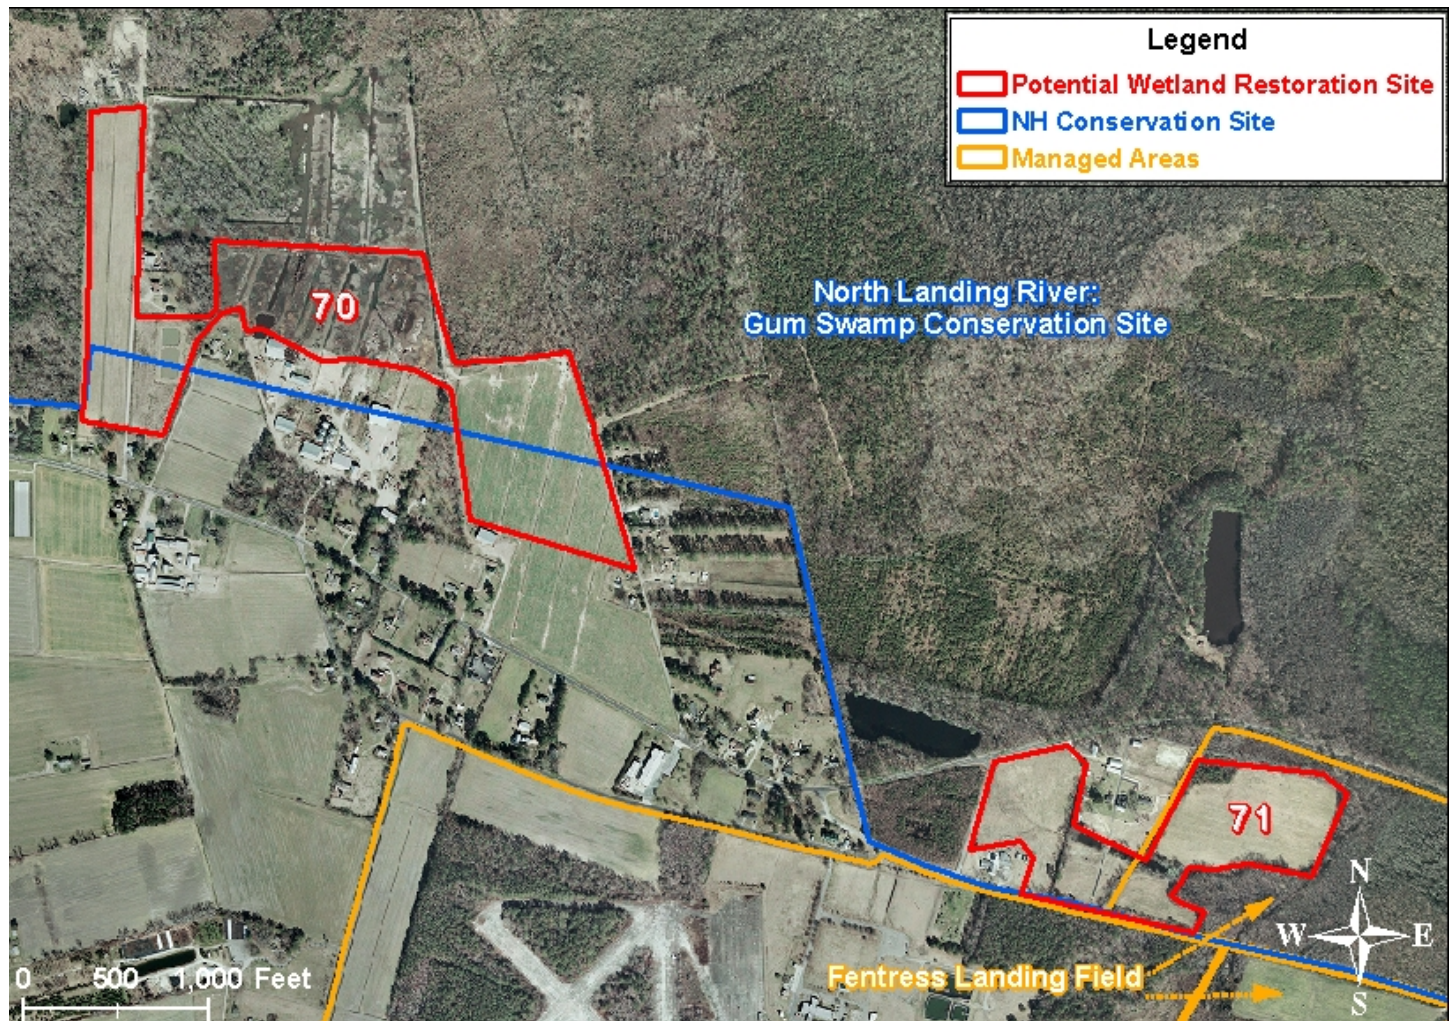 Legend
Potential Wetland Restoration Site
NH Conservation Site
Managed Areas
70
North Landing River:
Gum Swamp Conservation Site
71
N
W E
S
Fentress Landing Field
0 500 1,000 Feet